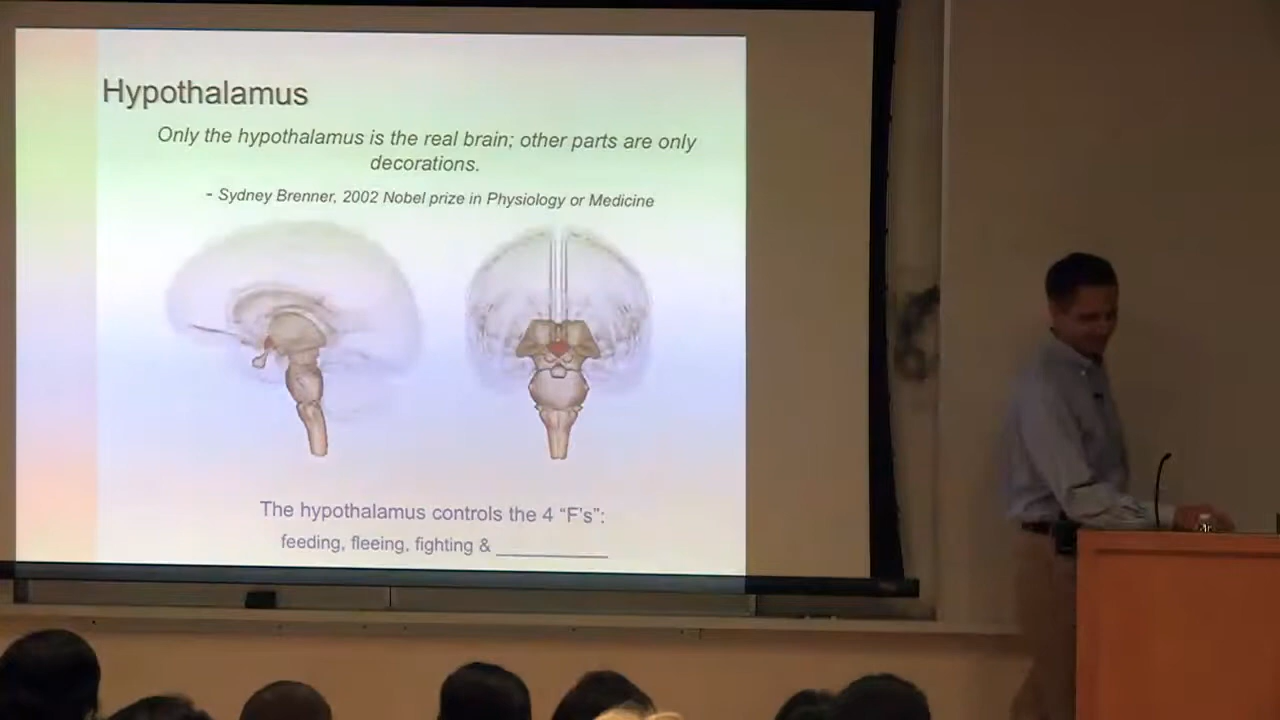 Hypothalamus
Only the hypothalamus is the real brain; other parts are only
decorations.
- Sydney Brenner, 2002 Nobel prize in Physiology or Medicine
The hypothalamus controls the 4 “F’s”:
feeding, fleeing, fighting & __________